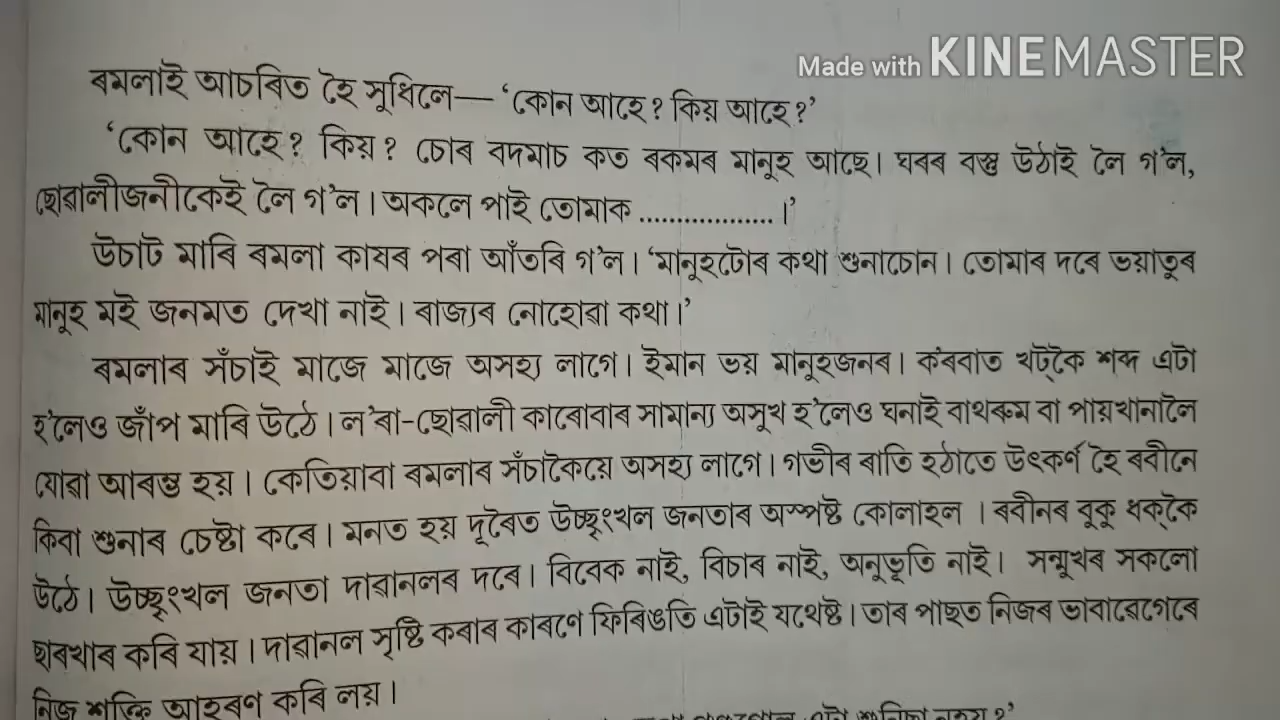 Made with KINEMASTER
ৰমলাই আচৰিত হৈ সুধিলে— ‘কোন আহে? কিয় আহে?’
‘কোন আহে? কিয়? চোৰ বদমাচ কত ৰকমৰ মানুহ আছে। ঘৰৰ বস্তু উঠাই লৈ গ'ল,
ছোৱালীজনীকেই লৈ গ'ল। অকলে পাই তোমাক ..................।’
উচাট মাৰি ৰমলা কাষৰ পৰা আঁতৰি গ'ল। ‘মানুহটোৰ কথা শুনাচোন। তোমাৰ দৰে ভয়াতুৰ
মানুহ মই জনমত দেখা নাই। ৰাজ্যৰ নোহোৱা কথা।’
ৰমলাৰ সঁচাই মাজে মাজে অসহ্য লাগে। ইমান ভয় মানুহজনৰ। ক'ৰবাত খট্‌কৈ শব্দ এটা
হ'লেও জাঁপ মাৰি উঠে। ল'ৰা-ছোৱালী কাৰোবাৰ সামান্য অসুখ হ'লেও ঘনাই বাথৰুম বা পায়খানালৈ
যোৱা আৰম্ভ হয়। কেতিয়াবা ৰমলাৰ সঁচাকৈয়ে অসহ্য লাগে। গভীৰ ৰাতি হঠাতে উৎকৰ্ণ হৈ ৰবীনে
কিবা শুনাৰ চেষ্টা কৰে। মনত হয় দূৰৈত উচ্ছৃংখল জনতাৰ অস্পষ্ট কোলাহল । ৰবীনৰ বুকু ধক্‌কৈ
উঠে। উচ্ছৃংখল জনতা দাৱানলৰ দৰে। বিবেক নাই, বিচাৰ নাই, অনুভূতি নাই। সন্মুখৰ সকলো
ছাৰখাৰ কৰি যায়। দাৱানল সৃষ্টি কৰাৰ কাৰণে ফিৰিঙতি এটাই যথেষ্ট। তাৰ পাছত নিজৰ ভাবাৱেগেৰে
নিজ শক্তি আহৰণ কৰি লয়।
এটা শুনিছা নহয়?’